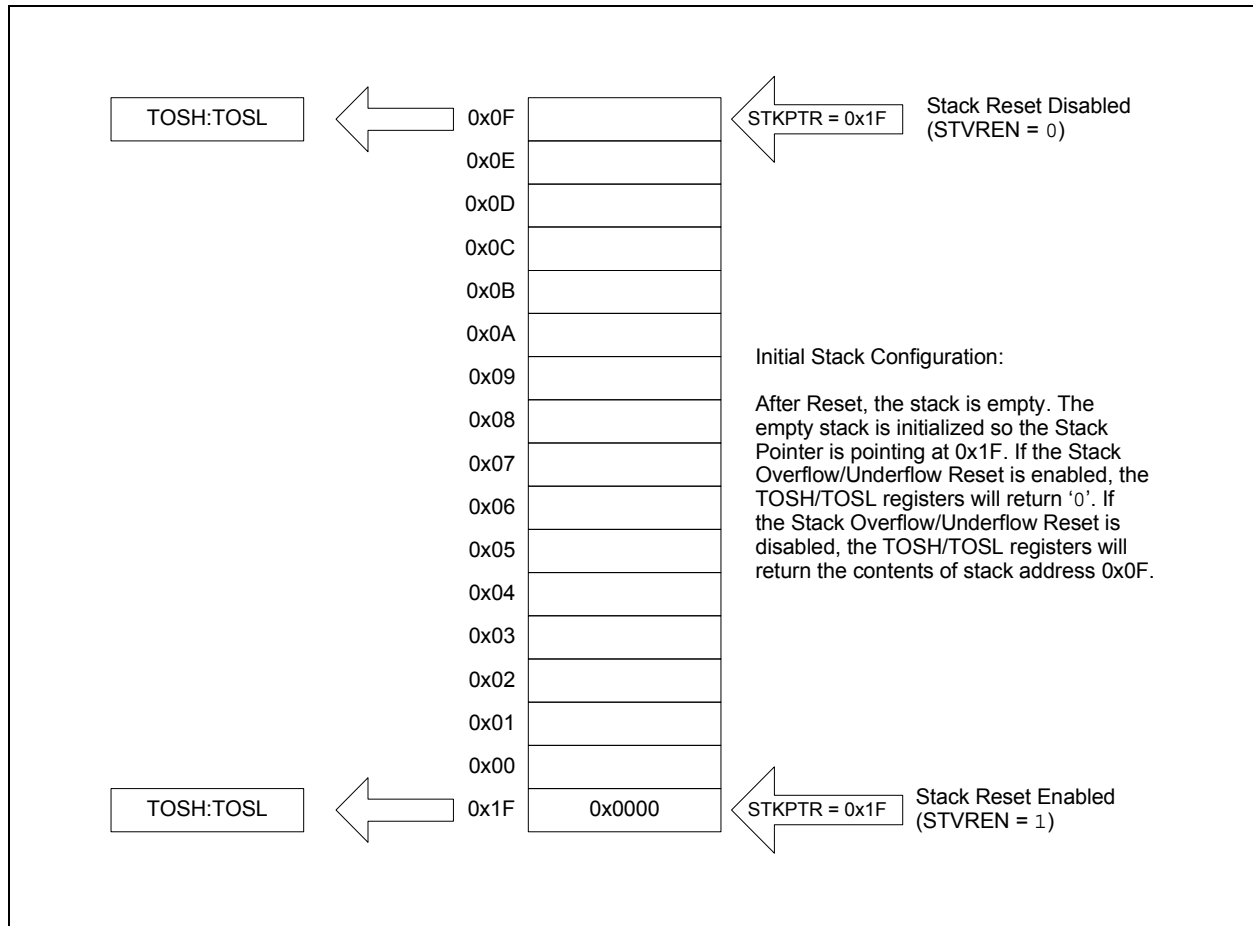 TOSH:TOSL
0x0F
STKPTR = 0x1F
Stack Reset Disabled
(STVREN = 0)
0x0E
0x0D
0x0C
0x0B
0x0A
0x09
0x08
0x07
0x06
0x05
0x04
0x03
0x02
0x01
0x00
Initial Stack Configuration:
After Reset, the stack is empty. The
empty stack is initialized so the Stack
Pointer is pointing at 0x1F. If the Stack
Overflow/Underflow Reset is enabled, the
TOSH/TOSL registers will return ‘0’. If
the Stack Overflow/Underflow Reset is
disabled, the TOSH/TOSL registers will
return the contents of stack address 0x0F.
TOSH:TOSL
0x1F
0x0000
STKPTR = 0x1F
Stack Reset Enabled
(STVREN = 1)